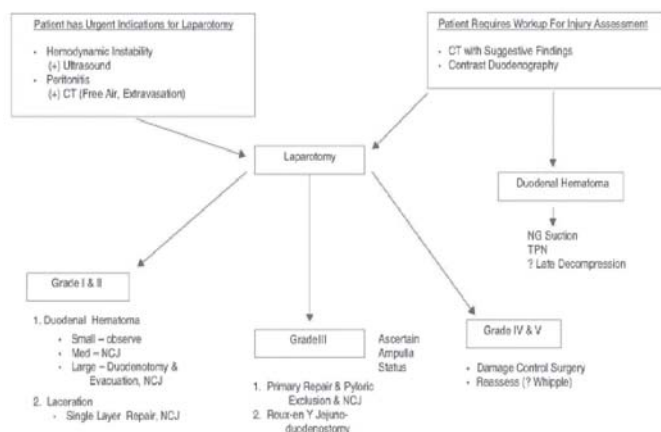 Patient has Urgent Indications for Laparotomy
• Hemodynamic Instability
(+) Ultrasound
• Peritonitis
(+) CT (Free Air, Extravasation)
Patient Requires Workup For Injury Assessment
• CT with Suggestive Findings
• Contrast Duodenography
Laparotomy
Duodenal Hematoma
NG Suction
TPN
? Late Decompression
Grade I & II
1. Duodenal Hematoma
• Small – observe
• Med – NCJ
• Large – Duodenotomy &
Evacuation, NCJ
2. Laceration
• Single Layer Repair, NCJ
Grade III
Ascertain
Ampulla
Status
1. Primary Repair & Pyloric
Exclusion & NCJ
2. Roux-en Y Jejuno-
duodenostomy
Grade IV & V
• Damage Control Surgery
• Reassess (? Whipple)